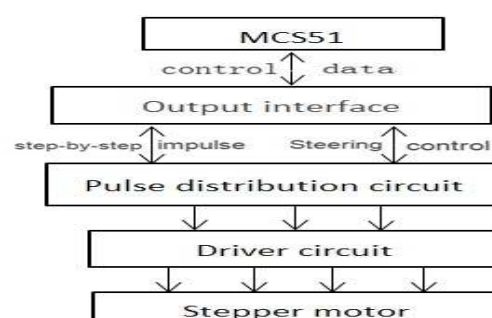 MCS51
control data
Output interface
step-by-step impulse Steering control
Pulse distribution circuit
Driver circuit
Stepper motor